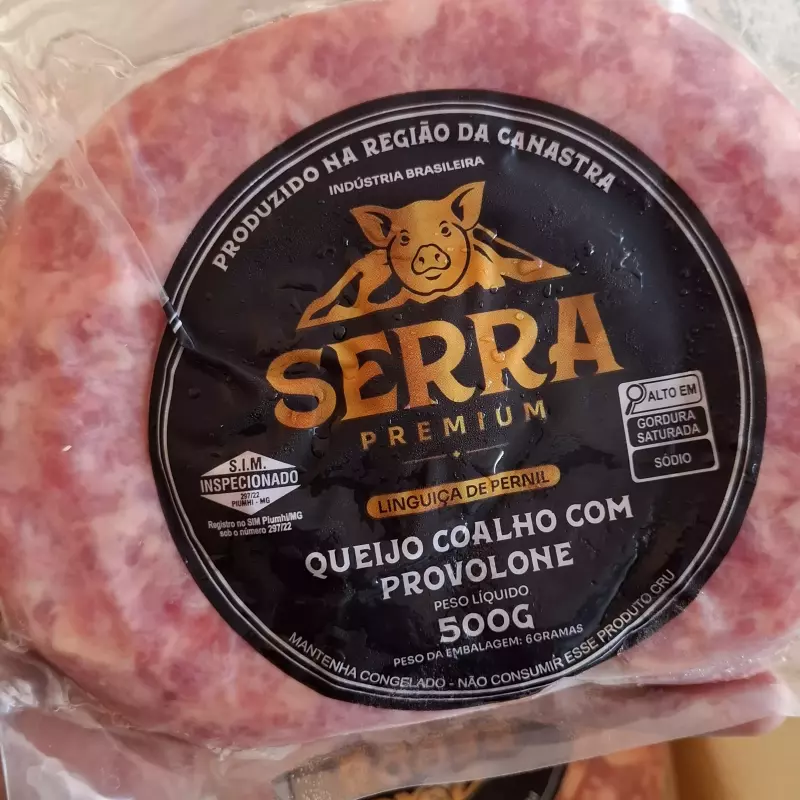 PRODUZIDO NA REGIÃO DA CANASTRA
INDÚSTRIA BRASILEIRA
SERRA
PREMIUM
ALTO EM
GORDURA
SATURADA
SÓDIO
S.I.M.
INSPECIONADO
297/22
PIUMHI - MG
Registro no SIM Piumhi/MG
sob o número 297/22
LINGUIÇA DE PERNIL
QUEIJO COALHO COM
PROVOLONE
PESO LÍQUIDO
500G
PESO DA EMBALAGEM: 6GRAMAS
MANTENHA CONGELADO - NÃO CONSUMIR ESSE PRODUTO CRU